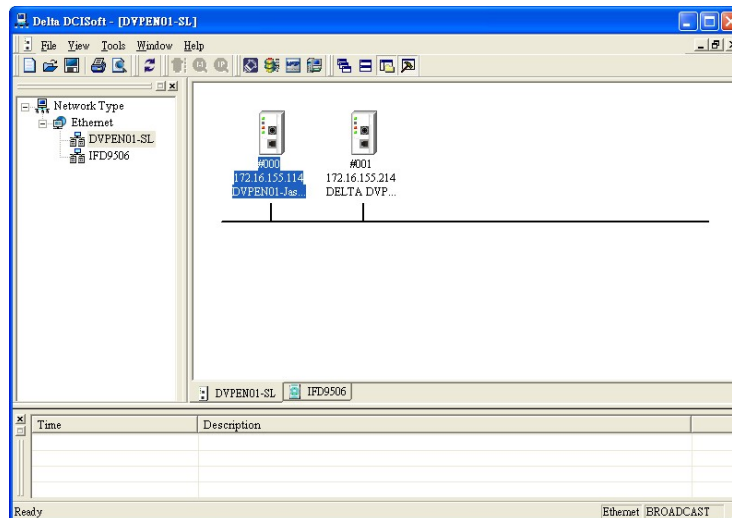 Delta DCISoft - [DVPEN01-SL]
File View Tools Window Help
Network Type
Ethernet
DVPEN01-SL
IFD9506
#000
172.16.155.114
DVPEN01-Jas...
#001
172.16.155.214
DELTA DVP...
DVPEN01-SL IFD9506
Time Description
Ready Ethernet BROADCAST